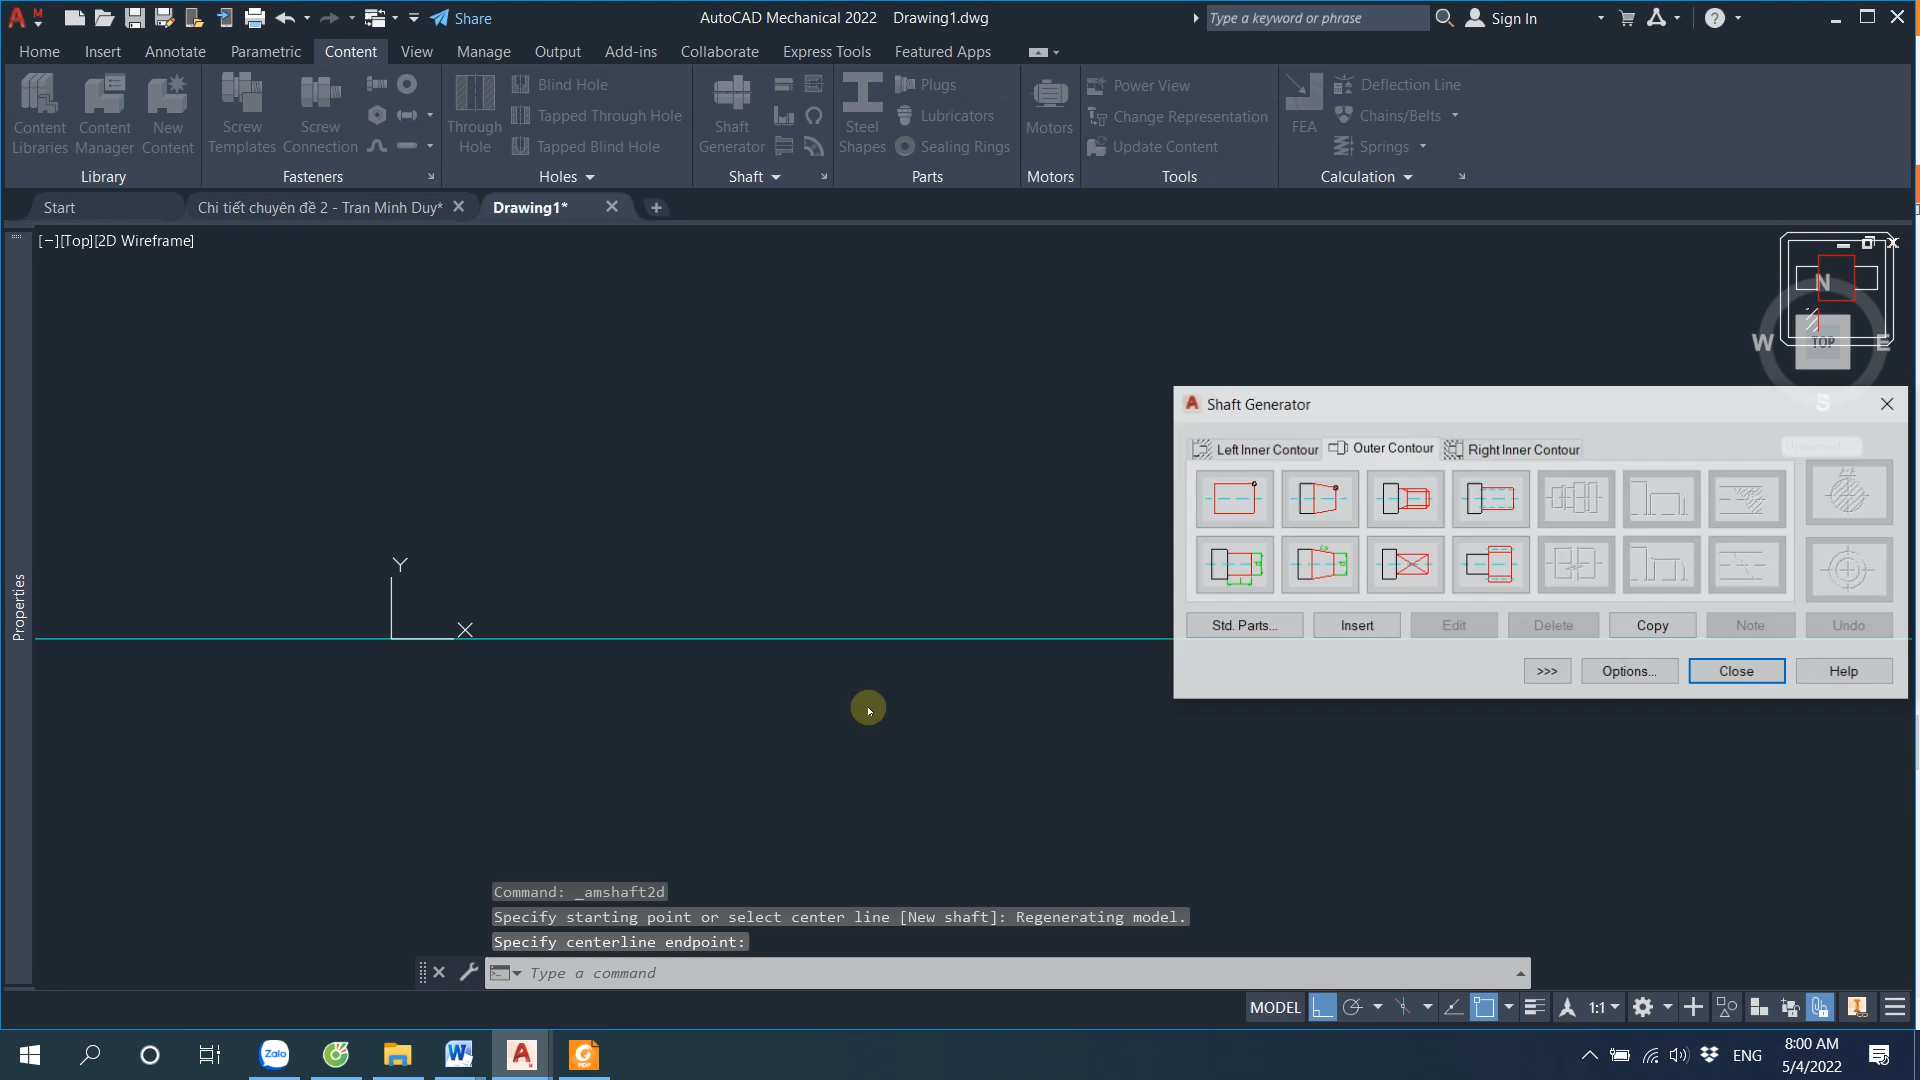 Share
AutoCAD Mechanical 2022 Drawing1.dwg
Type a keyword or phrase
Sign In
Home Insert Annotate Parametric Content View Manage Output Add-ins Collaborate Express Tools Featured Apps
Content Libraries
Content Manager
New Content
Library
Screw Templates
Screw Connection
Fasteners
Through Hole
Blind Hole
Tapped Through Hole
Tapped Blind Hole
Holes
Shaft Generator
Shaft
Steel Shapes
Plugs
Lubricators
Sealing Rings
Parts
Motors
Motors
Power View
Change Representation
Update Content
Tools
FEA
Deflection Line
Chains/Belts
Springs
Calculation
Start
Chi tiết chuyên đề 2 - Tran Minh Duy*
Drawing1*
[−][Top][2D Wireframe]
N
W TOP E
S
Properties
Y
X
Shaft Generator
Left Inner Contour Outer Contour Right Inner Contour
Std. Parts... Insert Edit Delete Copy Note Undo
>>> Options... Close Help
Command: _amshaft2d
Specify starting point or select center line [New shaft]: Regenerating model.
Specify centerline endpoint:
Type a command
MODEL 1:1
Zalo
ENG
8:00 AM
5/4/2022